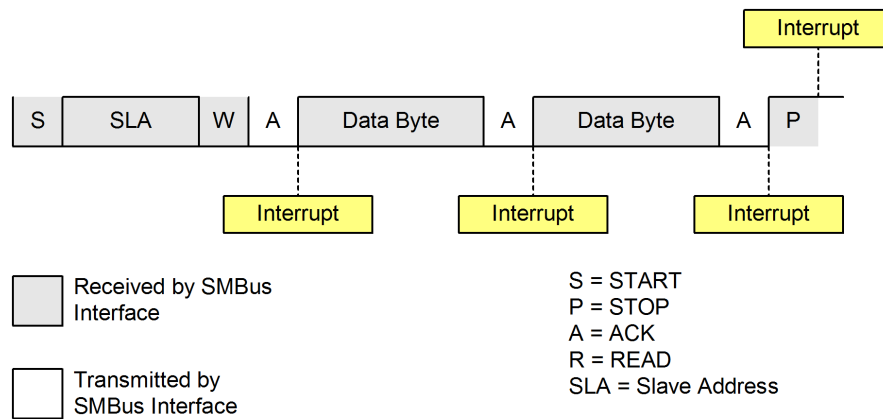 Interrupt
S SLA W A Data Byte A Data Byte A P
Interrupt Interrupt Interrupt
Received by SMBus
Interface
Transmitted by
SMBus Interface
S = START
P = STOP
A = ACK
R = READ
SLA = Slave Address